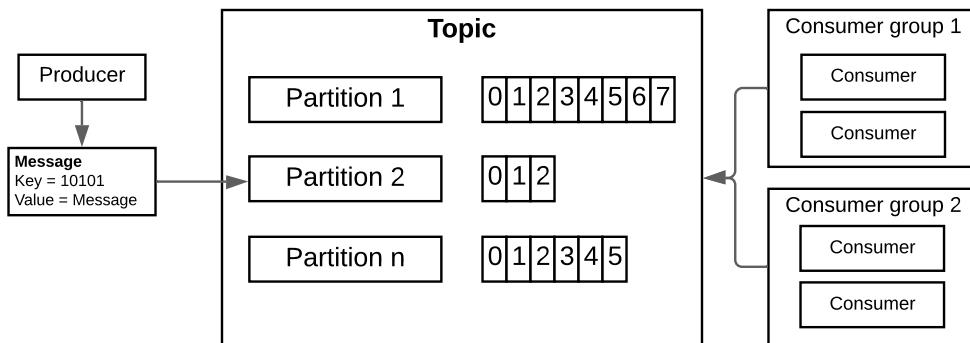 Topic
Consumer group 1
Producer
Consumer
Partition 1
0 1 2 3 4 5 6 7
Consumer
Message
Key = 10101
Value = Message
Partition 2
0 1 2
Consumer group 2
Consumer
Partition n
0 1 2 3 4 5
Consumer